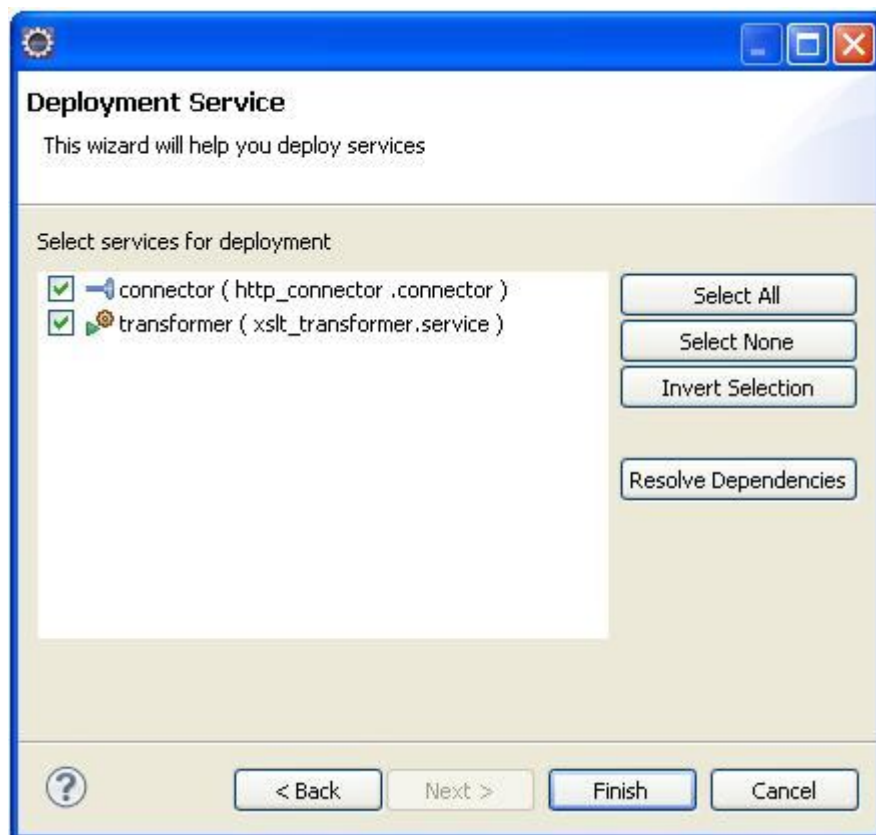 Deployment Service
This wizard will help you deploy services
Select services for deployment
connector ( http_connector .connector )
transformer ( xslt_transformer.service )
Select All
Select None
Invert Selection
Resolve Dependencies
?
< Back
Next >
Finish
Cancel